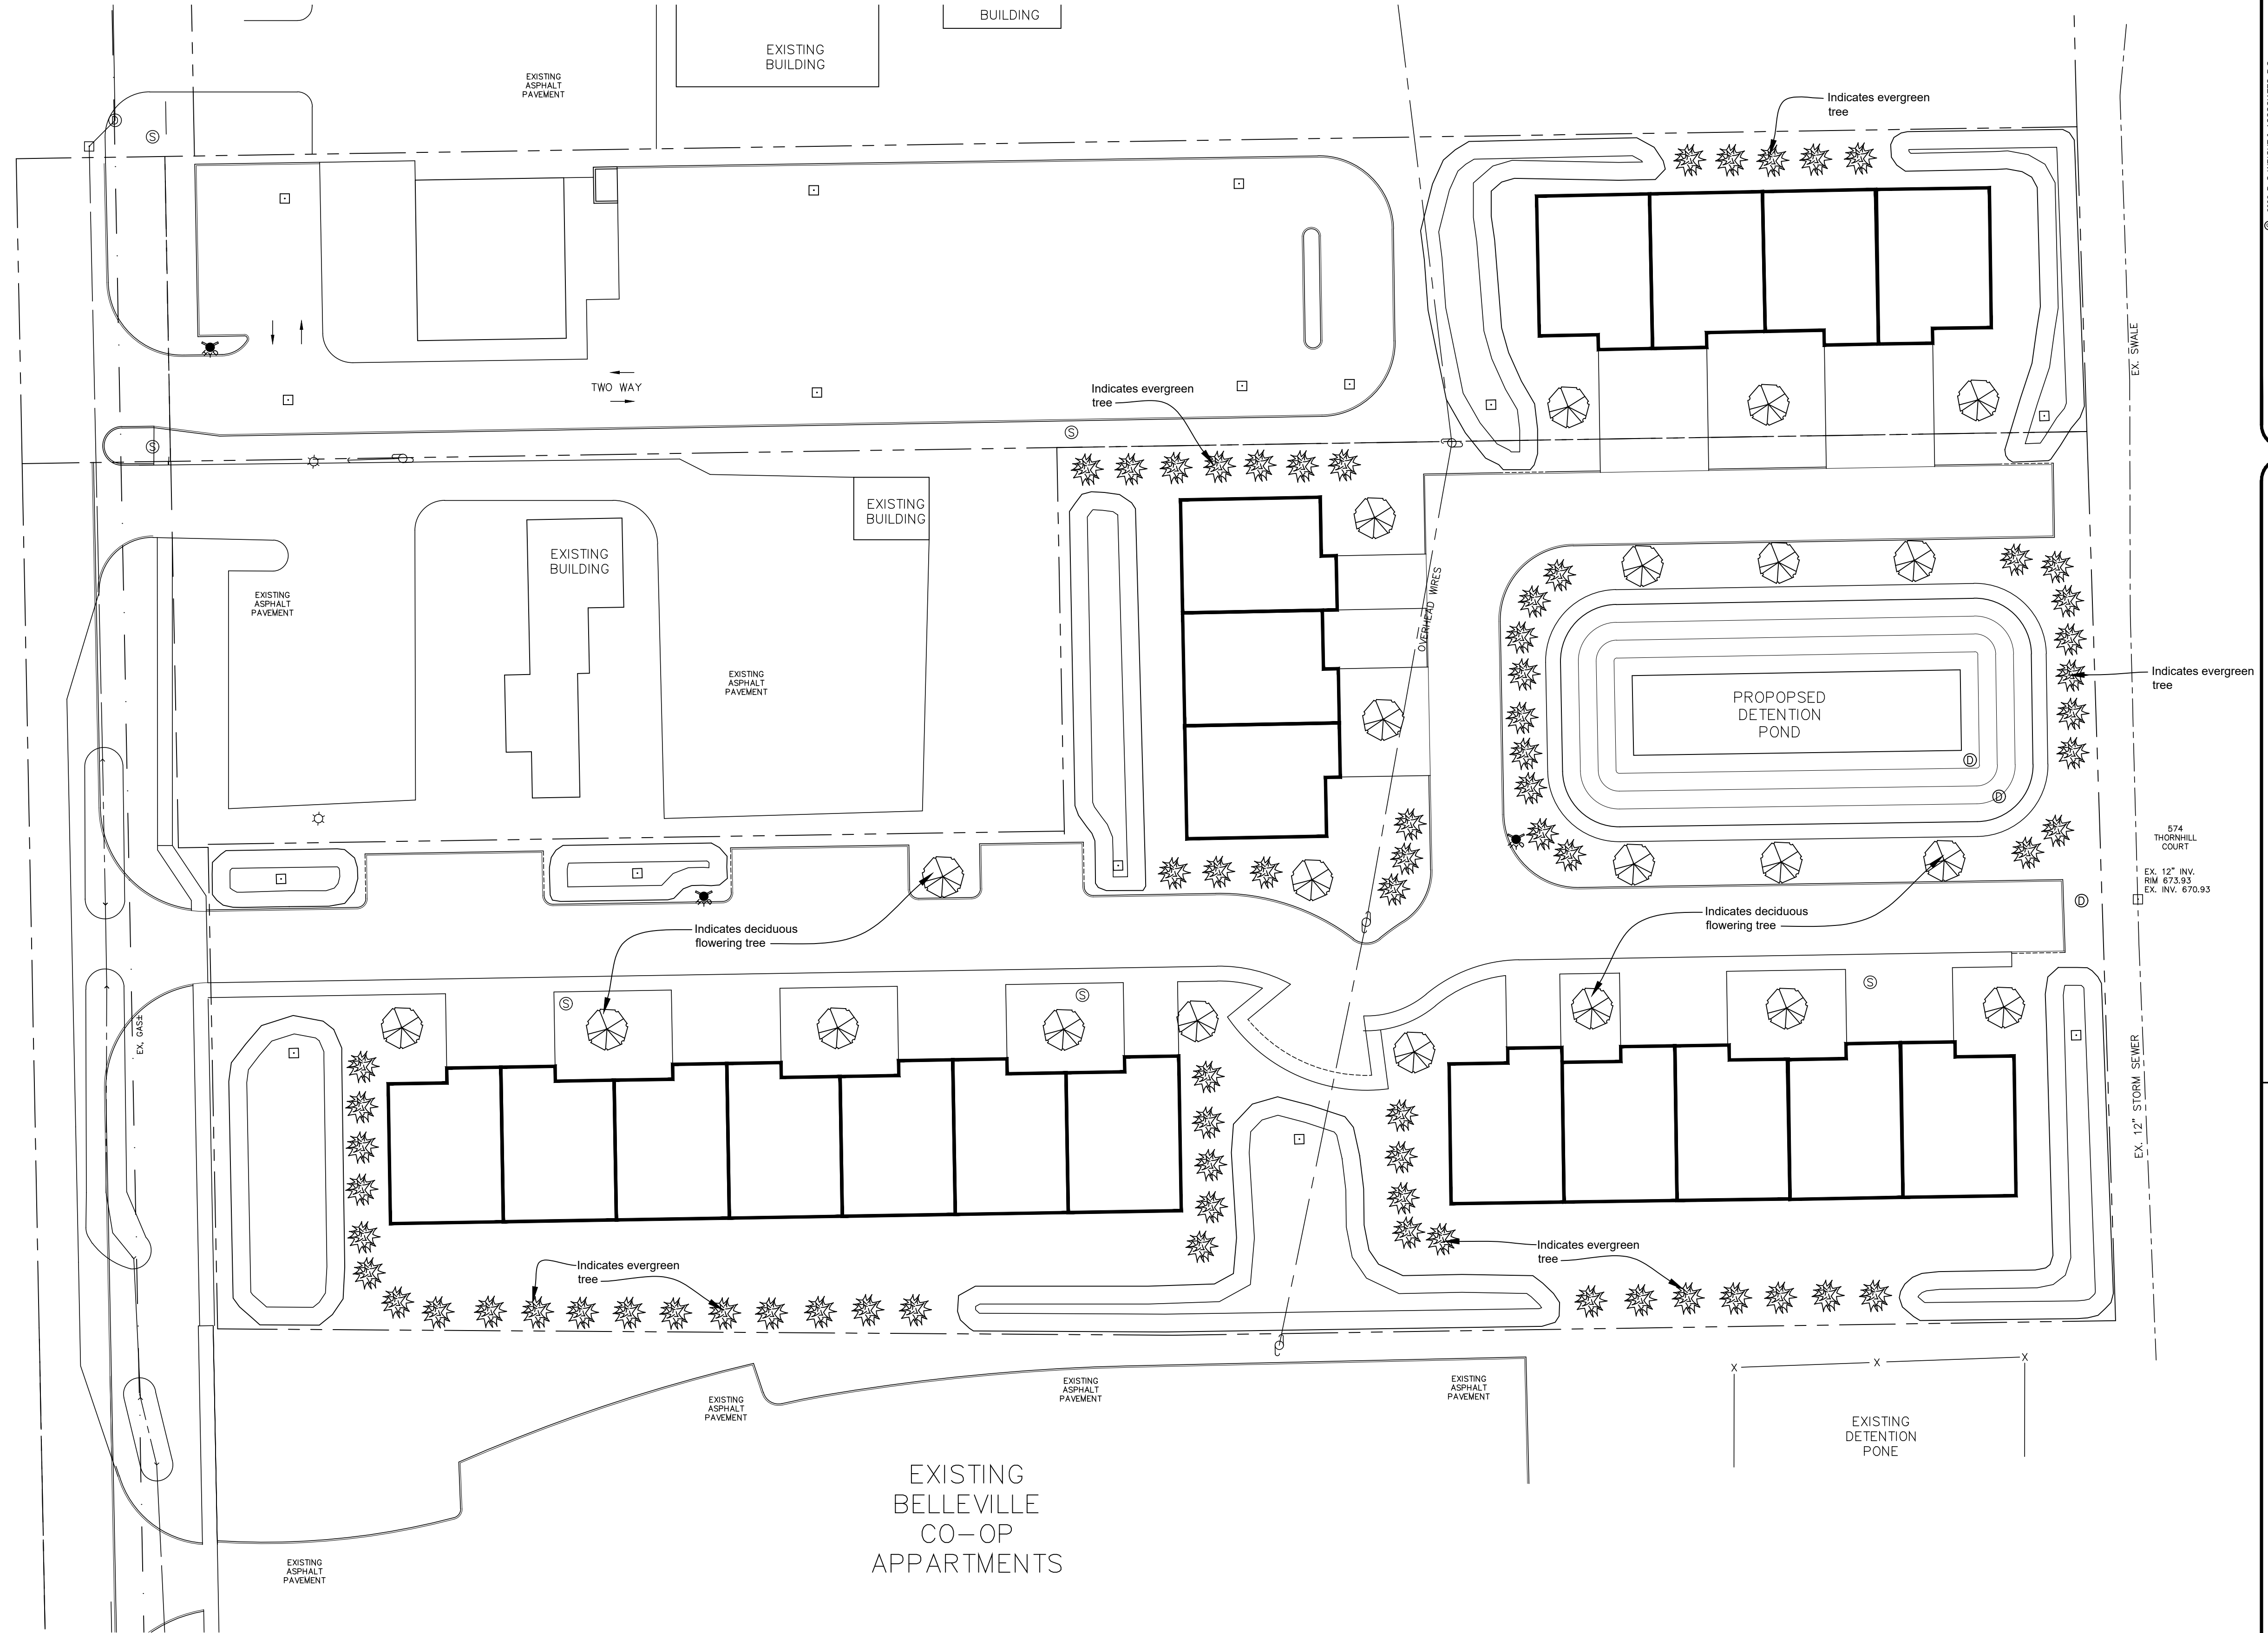 BUILDING
EXISTING
BUILDING
EXISTING
ASPHALT
PAVEMENT
Indicates evergreen
tree
D
S
EX. SWALE
TWO WAY
Indicates evergreen
tree
S
S
EXISTING
BUILDING
EXISTING
BUILDING
EXISTING
ASPHALT
PAVEMENT
OVERHEAD WIRES
EXISTING
ASPHALT
PAVEMENT
PROPOPSED
DETENTION
POND
Indicates evergreen
tree
D
D
574
THORNHILL
COURT
EX. 12" INV.
RIM 673.93
EX. INV. 670.93
D
Indicates deciduous
flowering tree
Indicates deciduous
flowering tree
S
S
S
EX. GAS±
EX. 12" STORM SEWER
Indicates evergreen
tree
Indicates evergreen
tree
X X X
EXISTING
ASPHALT
PAVEMENT
EXISTING
ASPHALT
PAVEMENT
EXISTING
ASPHALT
PAVEMENT
EXISTING
DETENTION
PONE
EXISTING
BELLEVILLE
CO-OP
APPARTMENTS
EXISTING
ASPHALT
PAVEMENT